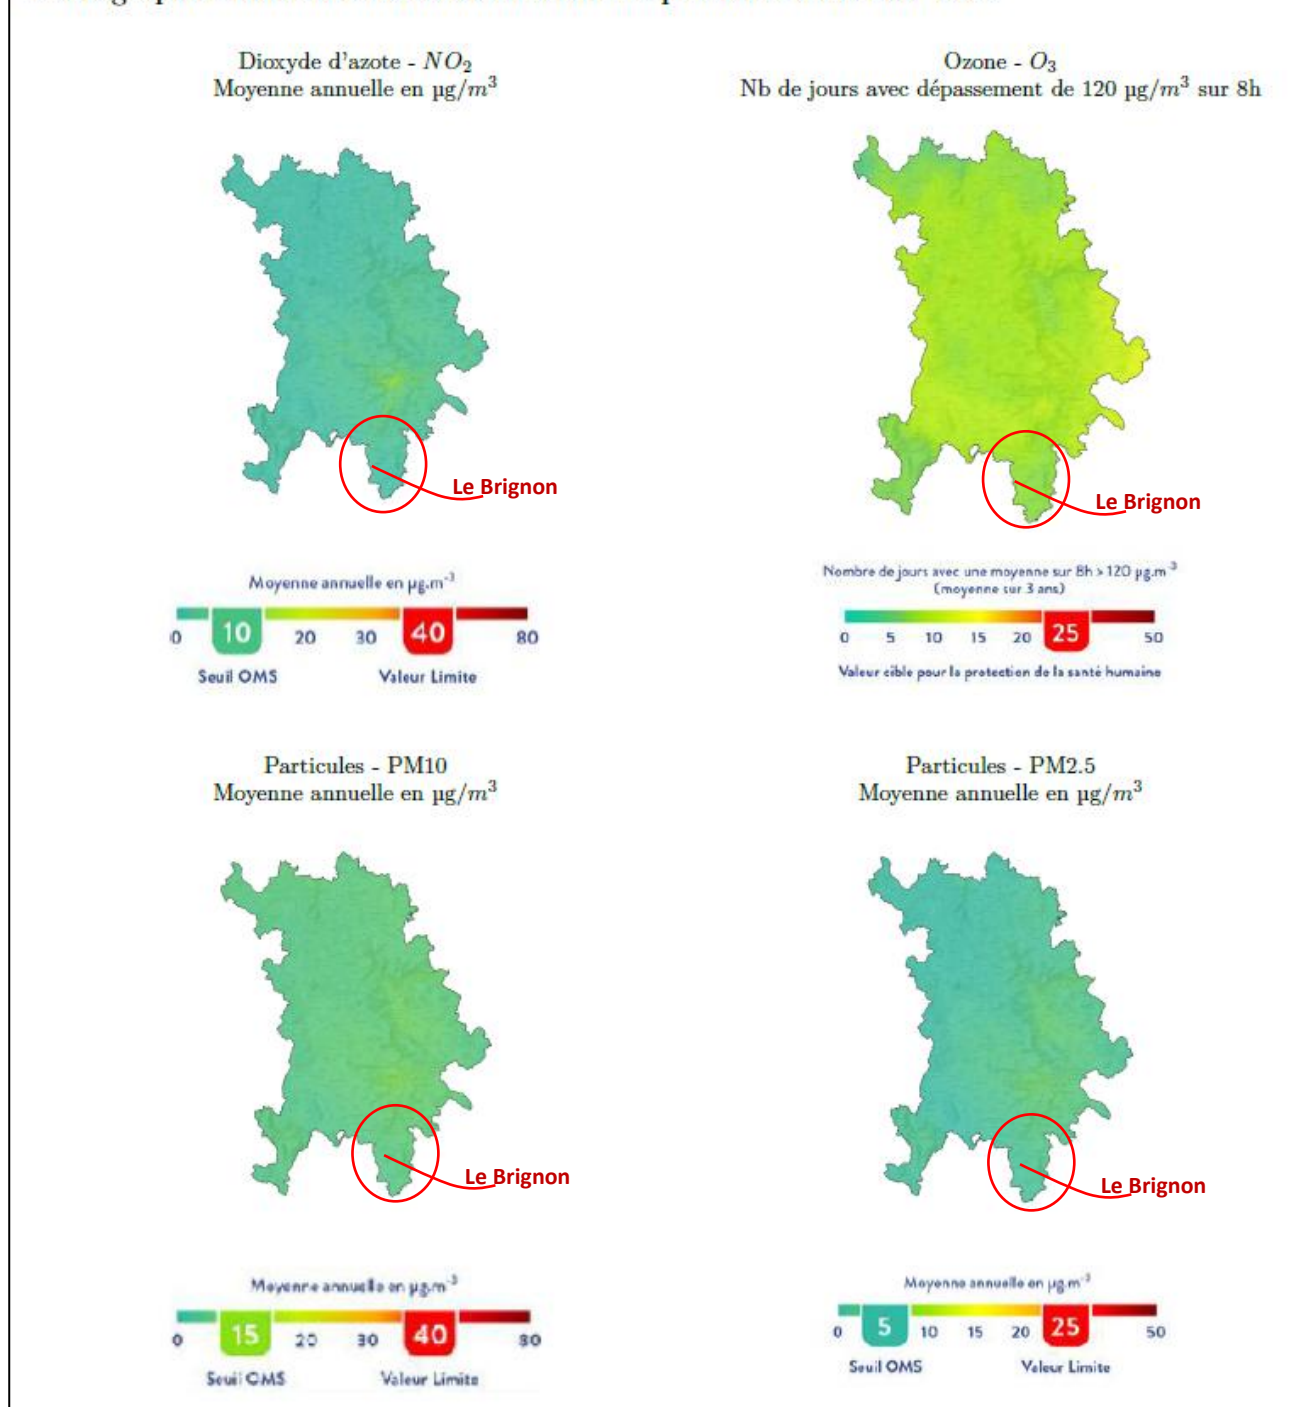 Dioxyde d'azote - NO₂
Moyenne annuelle en µg/m³
Ozone - O₃
Nb de jours avec dépassement de 120 µg/m³ sur 8h
Le Brignon
Le Brignon
Moyenne annuelle en µg.m⁻³
0 10 20 30 40 80
Seuil OMS Valeur Limite
Nombre de jours avec une moyenne sur 8h > 120 µg.m⁻³
(moyenne sur 3 ans)
0 5 10 15 20 25 50
Valeur cible pour la protection de la santé humaine
Particules - PM10
Moyenne annuelle en µg/m³
Particules - PM2.5
Moyenne annuelle en µg/m³
Le Brignon
Le Brignon
Moyenne annuelle en µg.m⁻³
0 15 20 30 40 80
Seuil OMS Valeur Limite
Moyenne annuelle en µg.m⁻³
0 5 10 15 20 25 50
Seuil OMS Valeur Limite